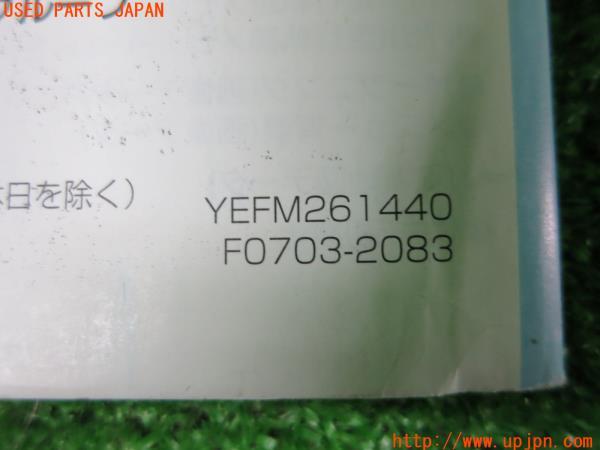 USED PARTS JAPAN
日を除く)
YEFM261440
F0703-2083
http://www.upjpn.com/